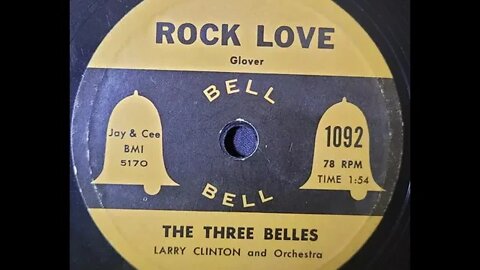 ROCK LOVE
Glover
BELL
Jay & Cee
BMI
5170
1092
78 RPM
TIME 1:54
BELL
THE THREE BELLES
LARRY CLINTON and Orchestra